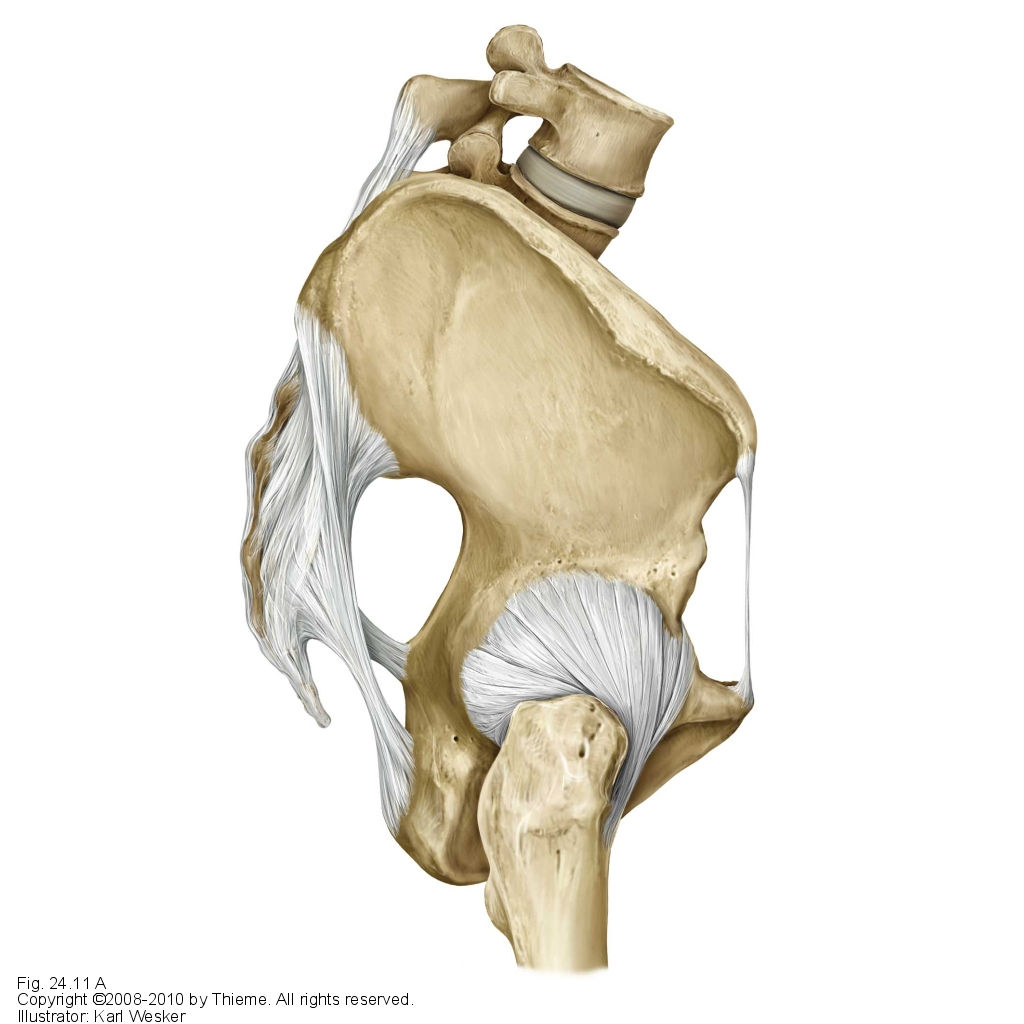 Fig. 24.11 A
Copyright ©2008-2010 by Thieme. All rights reserved.
Illustrator: Karl Wesker